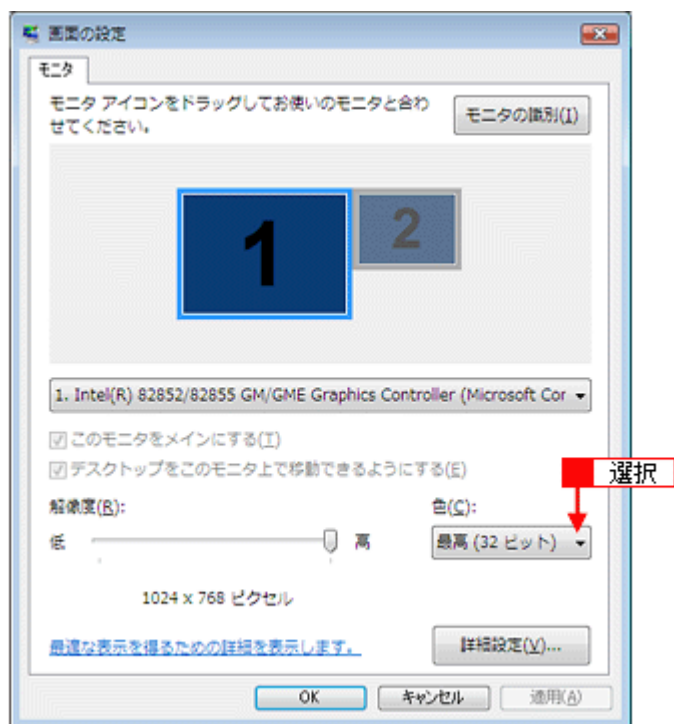 画面の設定
モニタ
モニタ アイコンをドラッグしてお使いのモニタと合わ
せてください。
モニタの識別(I)
1
2
1. Intel(R) 82852/82855 GM/GME Graphics Controller (Microsoft Cor
このモニタをメインにする(T)
デスクトップをこのモニタ上で移動できるようにする(E)
選択
解像度(R):
色(C):
低
高
最高 (32 ビット)
1024 x 768 ピクセル
最適な表示を得るための詳細を表示します。
詳細設定(V)...
OK
キャンセル
適用(A)